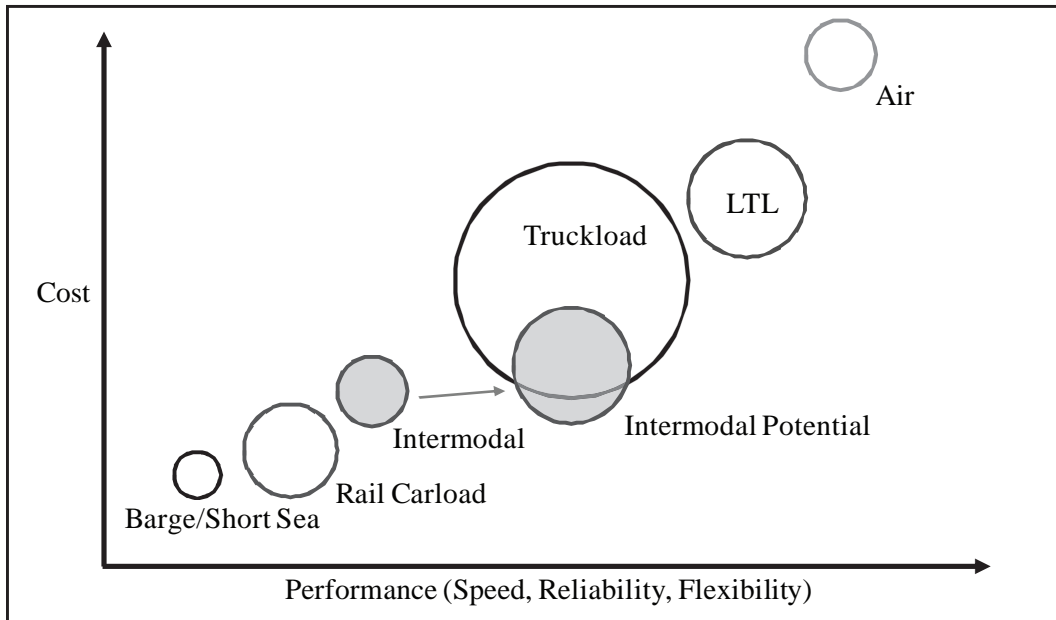 Air
LTL
Truckload
Cost
Intermodal Potential
Intermodal
Rail Carload
Barge/Short Sea
Performance (Speed, Reliability, Flexibility)